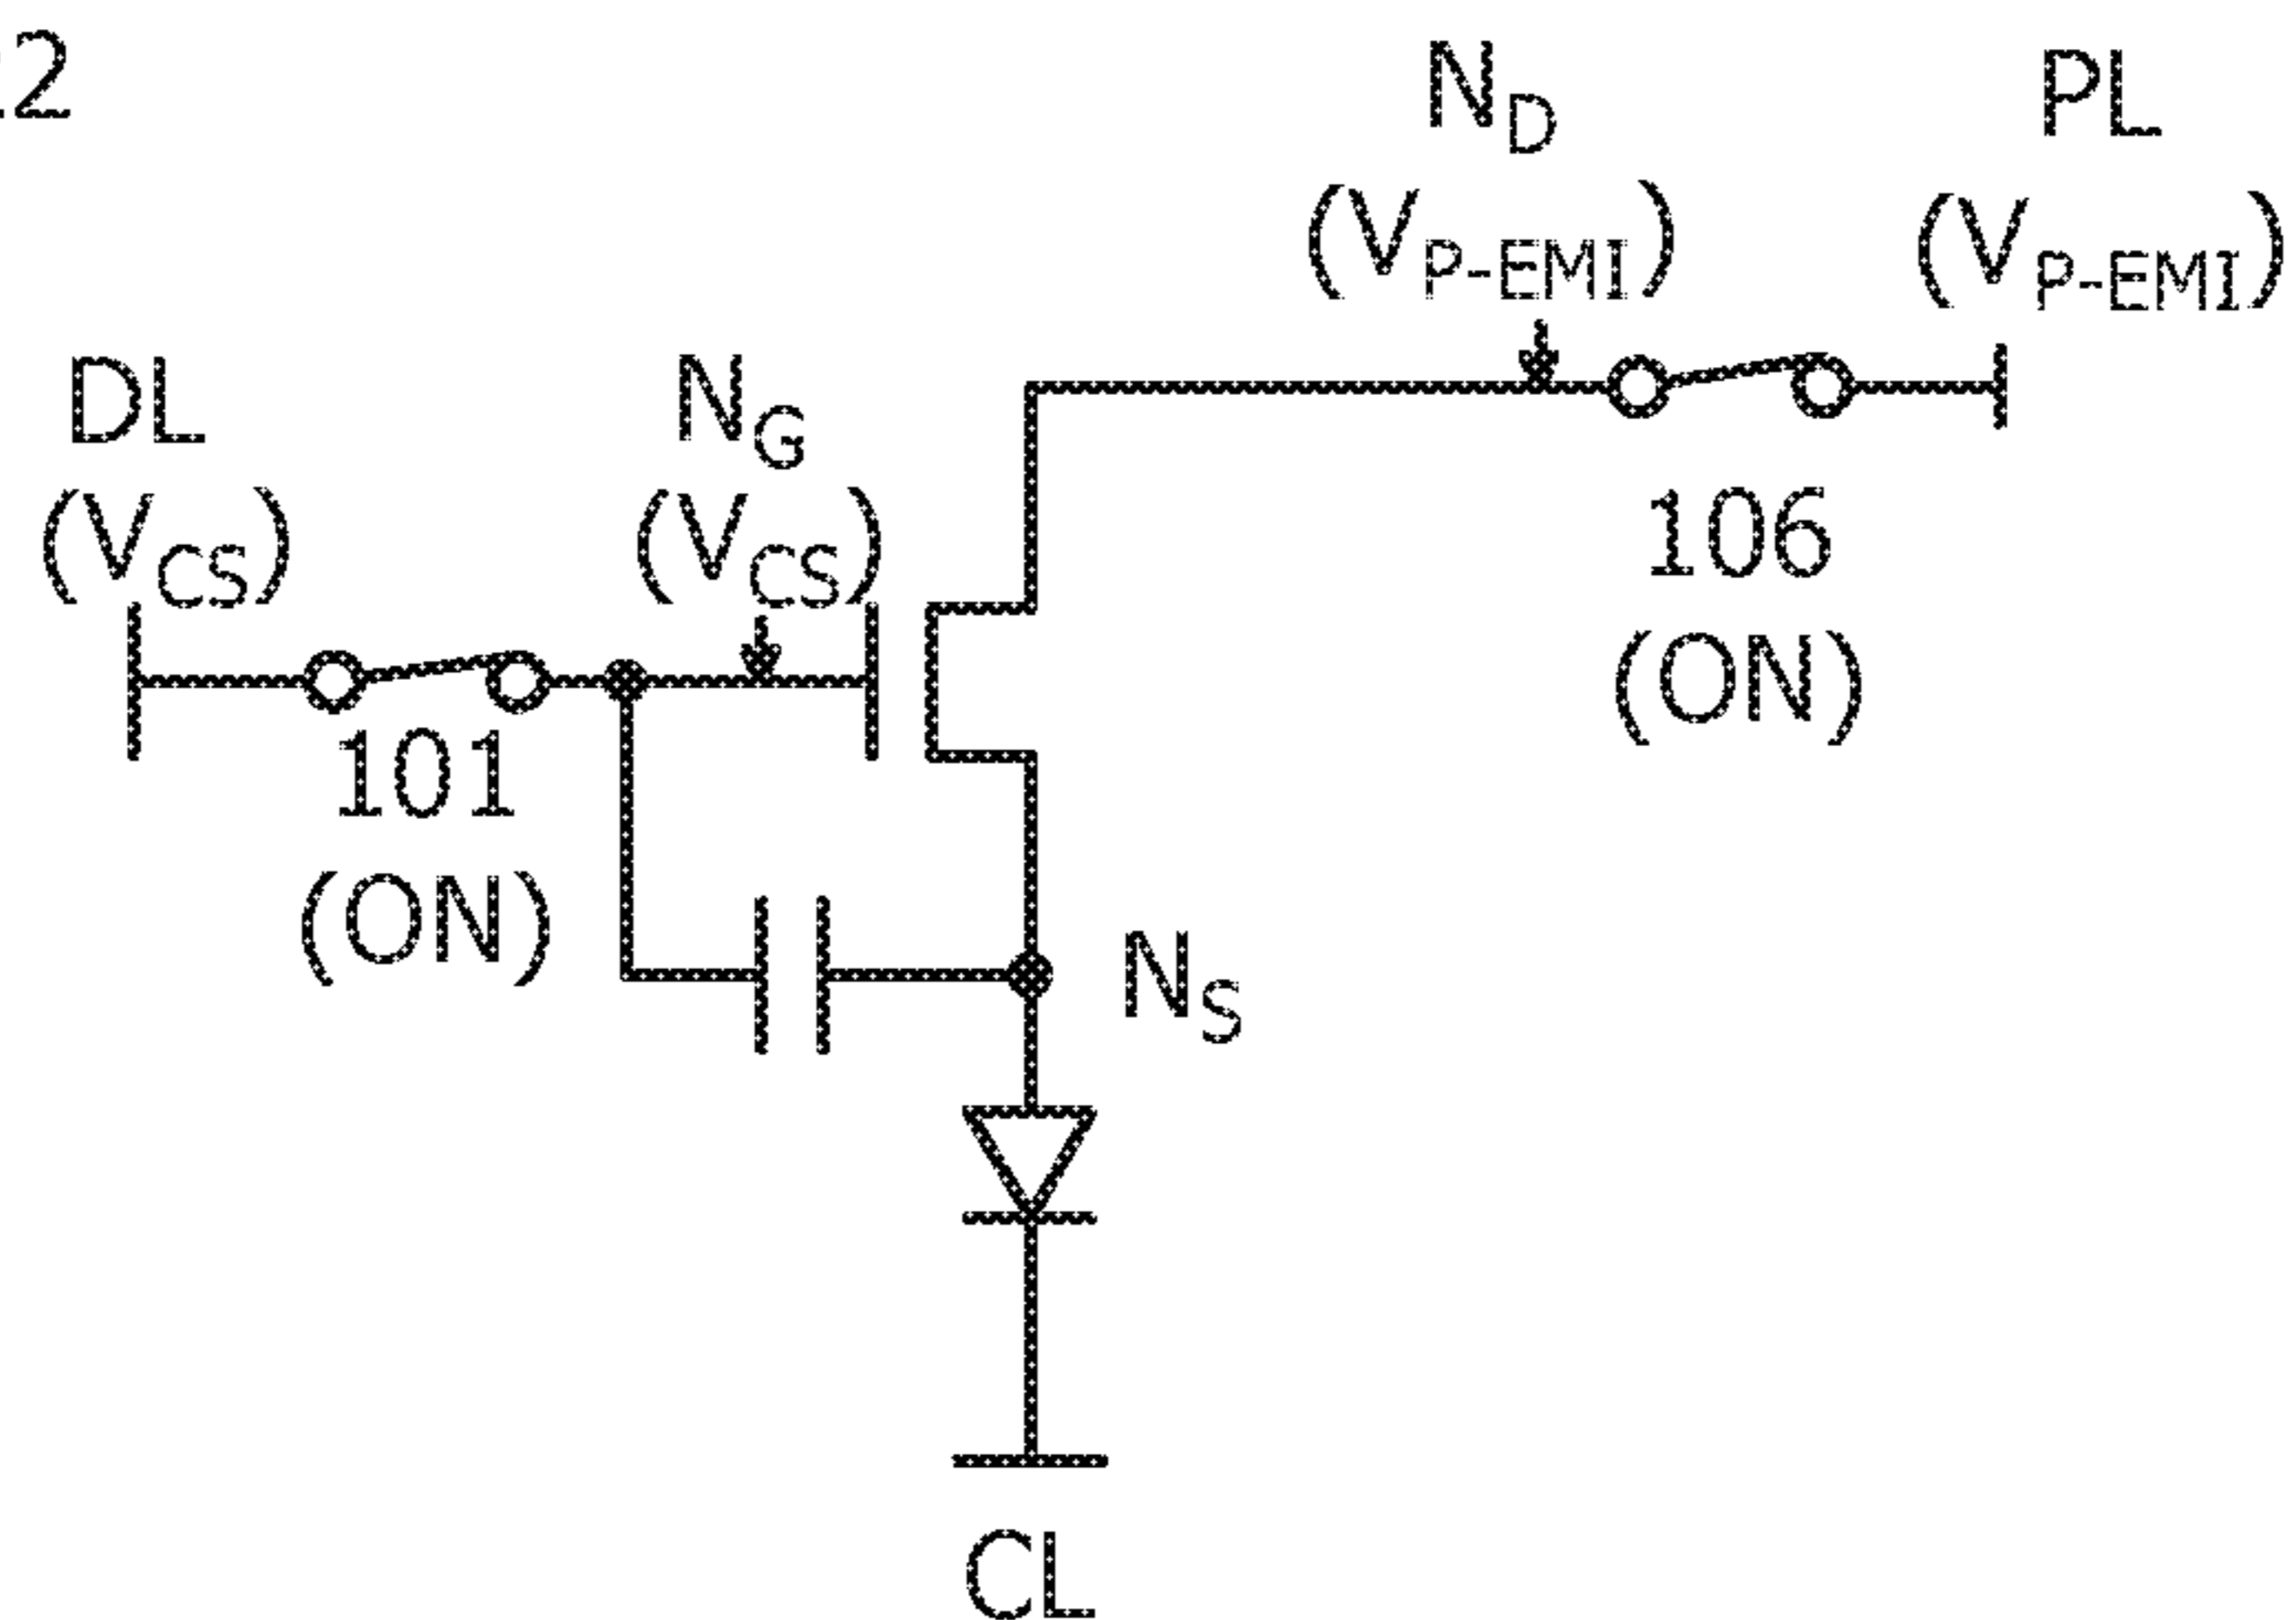 2
N_D
(V_P-EMI)
PL
(V_P-EMI)
DL
(V_CS)
N_G
(V_CS)
101
(ON)
106
(ON)
N_S
CL